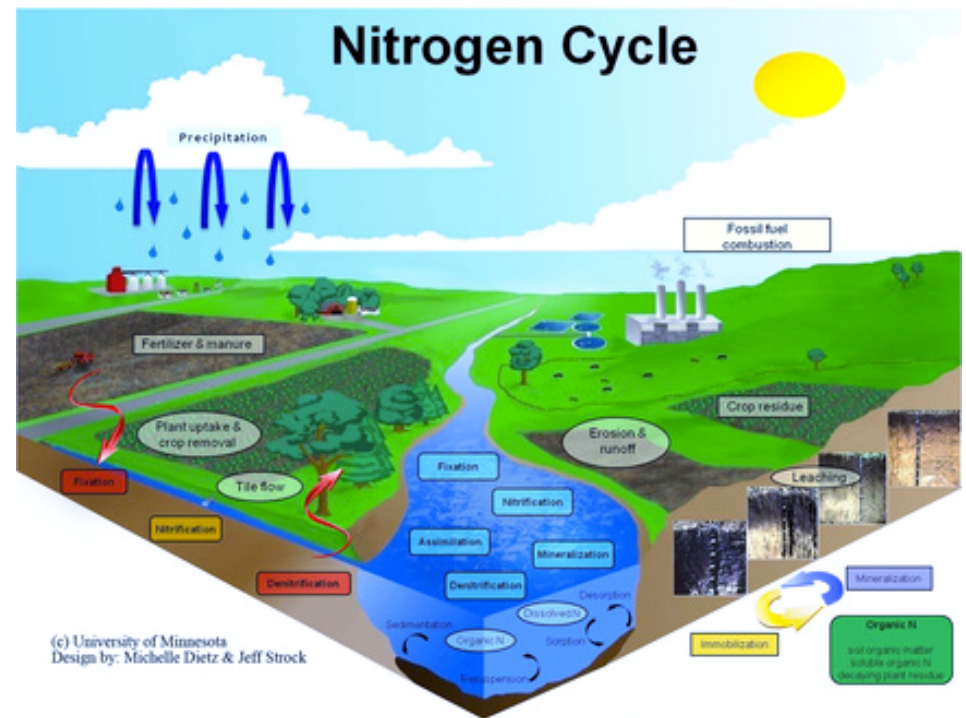 Nitrogen Cycle
Precipitation
Fossil fuel
combustion
Fertilizer & manure
Plant uptake &
crop removal
Crop residue
Erosion &
runoff
Fixation
Tile flow
Fixation
Leaching
Nitrification
Nitrification
Assimilation
Mineralization
Denitrification
Denitrification
Desorption
Dissolved N
Sedimentation
Organic N
Sorption
Resuspension
Mineralization
Immobilization
Organic N
soil organic matter
soluble organic N
decaying plant residue
(c) University of Minnesota
Design by: Michelle Dietz & Jeff Strock